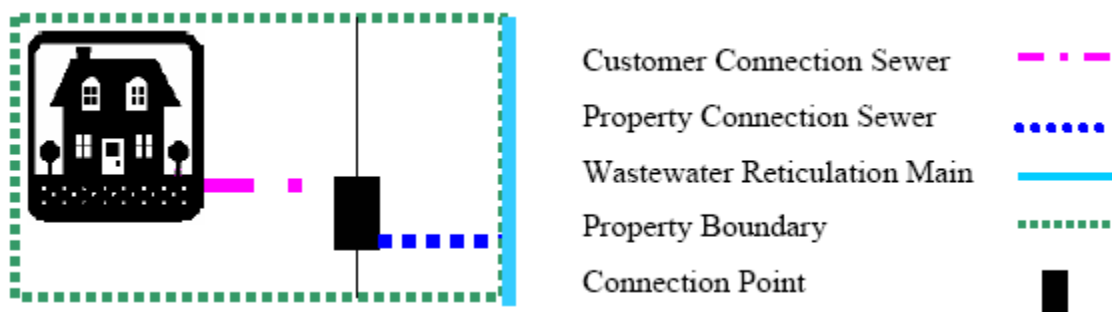 Customer Connection Sewer
Property Connection Sewer
Wastewater Reticulation Main
Property Boundary
Connection Point